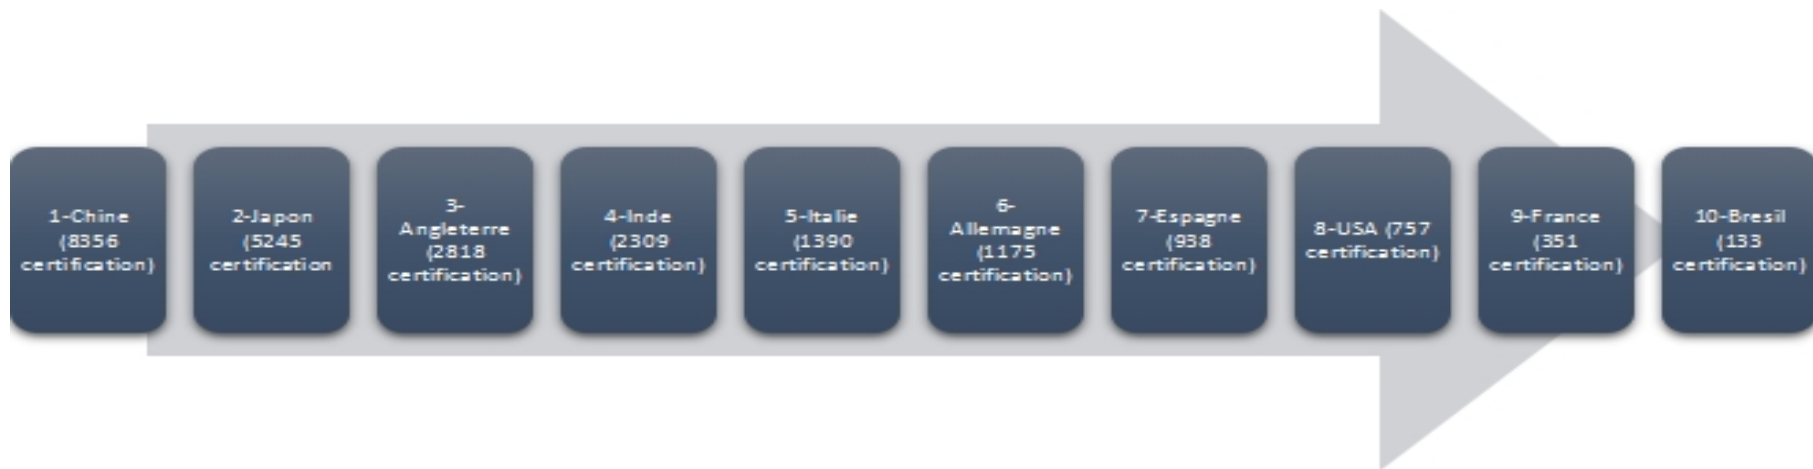 1-Chine
(8356
certification)
2-Japon
(5245
certification
3-
Angleterre
(2818
certification)
4-Inde
(2309
certification)
5-Italie
(1390
certification)
6-
Allemagne
(1175
certification)
7-Espagne
(938
certification)
8-USA (757
certification)
9-France
(351
certification)
10-Bresil
(133
certification)